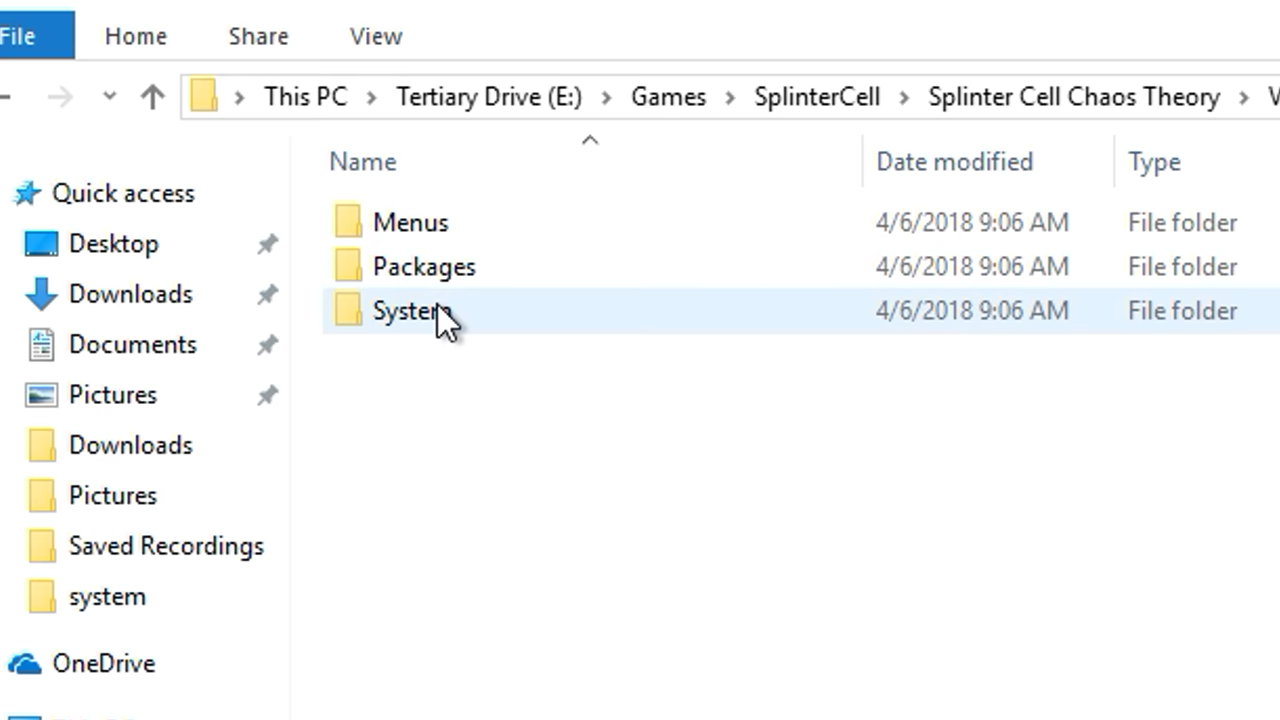 File Home Share View
This PC > Tertiary Drive (E:) > Games > SplinterCell > Splinter Cell Chaos Theory >
Name Date modified Type
Quick access
Desktop
Downloads
Documents
Pictures
Downloads
Pictures
Saved Recordings
system
OneDrive
Menus 4/6/2018 9:06 AM File folder
Packages 4/6/2018 9:06 AM File folder
System 4/6/2018 9:06 AM File folder